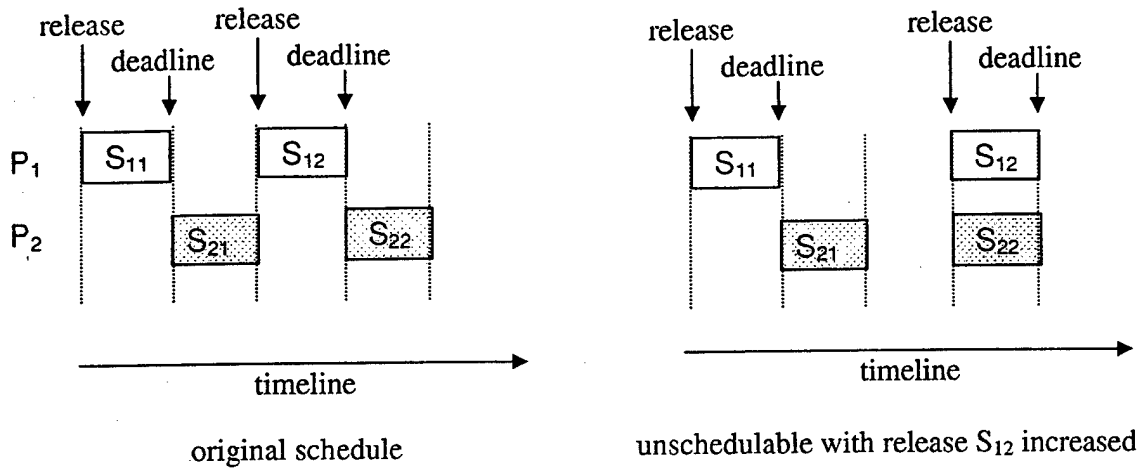 release
release
deadline
deadline
P1
S11
S12
P2
S21
S22
timeline
original schedule
release
release
deadline
deadline
S11
S12
S21
S22
timeline
unschedulable with release S12 increased